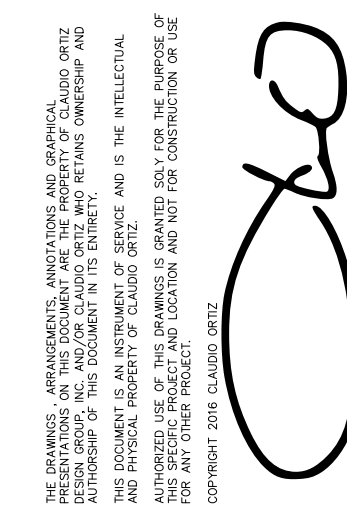 THE DRAWINGS , ARRANGEMENTS, ANNOTATIONS AND GRAPHICAL
PRESENTATIONS ON THIS DOCUMENT ARE THE PROPERTY OF CLAUDIO ORTIZ
DESIGN GROUP, INC. AND/OR CLAUDIO ORTIZ WHO RETAINS OWNERSHIP AND
AUTHORSHIP OF THIS DOCUMENT IN ITS ENTIRETY.
THIS DOCUMENT IS AN INSTRUMENT OF SERVICE AND IS THE INTELLECTUAL
AND PHYSICAL PROPERTY OF CLAUDIO ORTIZ.
AUTHORIZED USE OF THIS DRAWINGS IS GRANTED SOLY FOR THE PURPOSE OF
THIS SPECIFIC PROJECT AND LOCATION AND NOT FOR CONSTRUCTION OR USE
FOR ANY OTHER PROJECT.
COPYRIGHT 2016 CLAUDIO ORTIZ